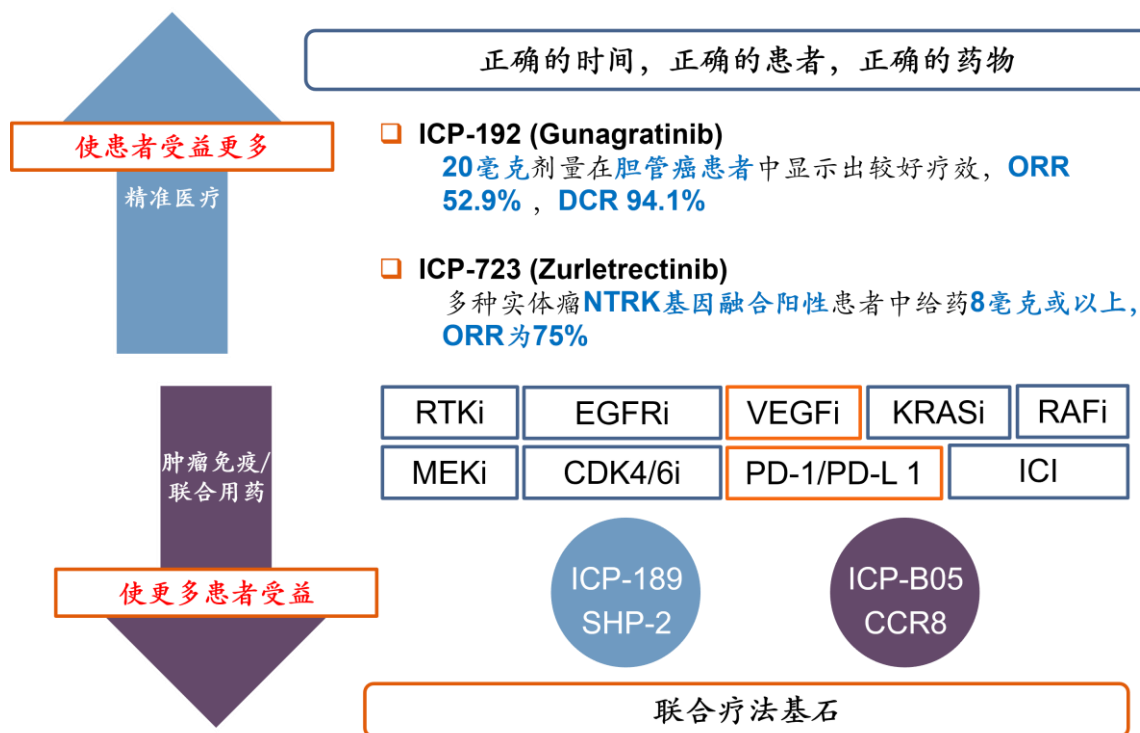 正确的时间，正确的患者，正确的药物
使患者受益更多
精准医疗
ICP-192 (Gunagratinib)
20毫克剂量在胆管癌患者中显示出较好疗效，ORR
52.9% ，DCR 94.1%
ICP-723 (Zurletrectinib)
多种实体瘤NTRK基因融合阳性患者中给药8毫克或以上，
ORR为75%
RTKi EGFRi VEGFi KRASi RAFi
MEKi CDK4/6i PD-1/PD-L 1 ICI
肿瘤免疫/
联合用药
使更多患者受益
ICP-189
SHP-2
ICP-B05
CCR8
联合疗法基石